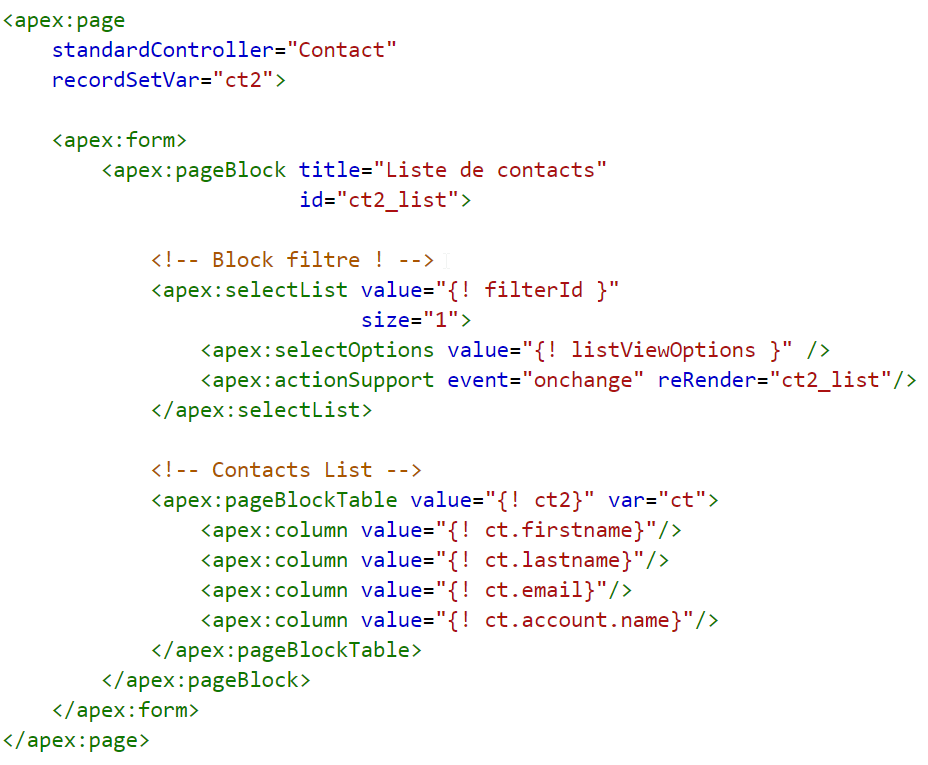 <apex:page
    standardController="Contact"
    recordSetVar="ct2">

    <apex:form>
        <apex:pageBlock title="Liste de contacts"
                        id="ct2_list">

            <!-- Block filtre ! -->
            <apex:selectList value="{! filterId }"
                             size="1">
                <apex:selectOptions value="{! listViewOptions }" />
                <apex:actionSupport event="onchange" reRender="ct2_list"/>
            </apex:selectList>

            <!-- Contacts List -->
            <apex:pageBlockTable value="{! ct2}" var="ct">
                <apex:column value="{! ct.firstname}"/>
                <apex:column value="{! ct.lastname}"/>
                <apex:column value="{! ct.email}"/>
                <apex:column value="{! ct.account.name}"/>
            </apex:pageBlockTable>
        </apex:pageBlock>
    </apex:form>
</apex:page>